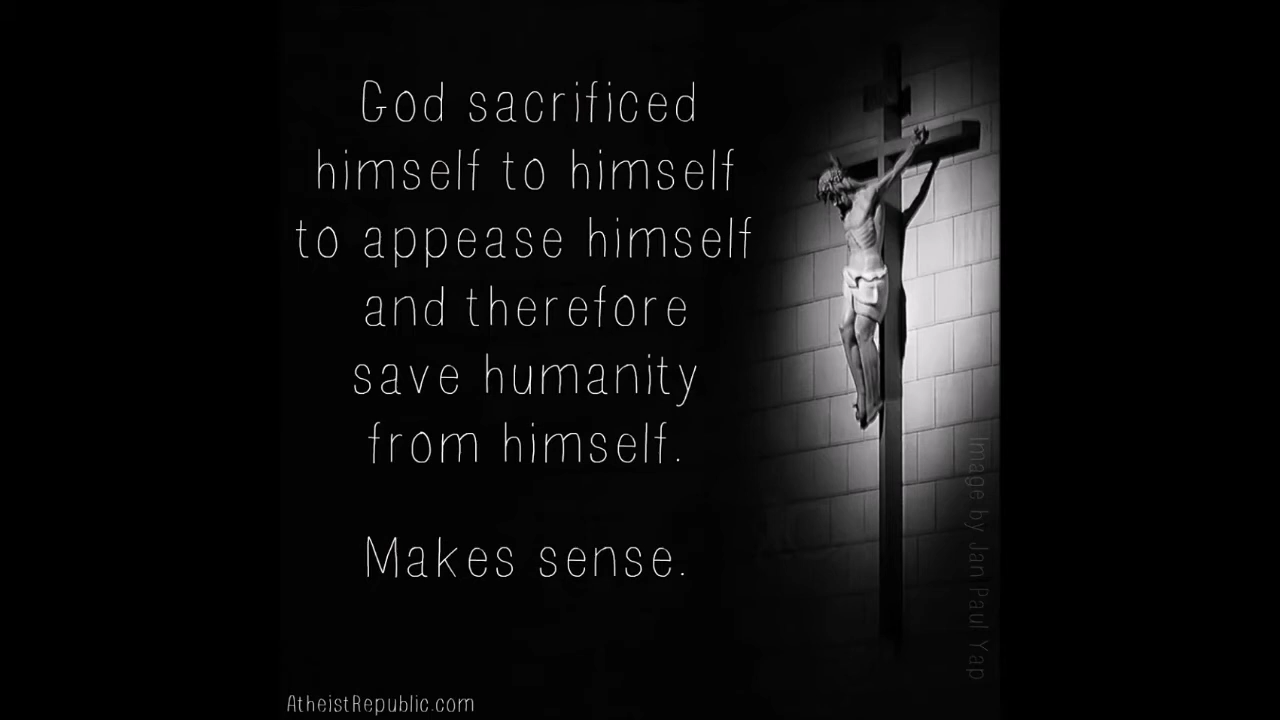 God sacrificed
himself to himself
to appease himself
and therefore
save humanity
from himself.
Makes sense.
AtheistRepublic.com
Image by Jan Paul Yap